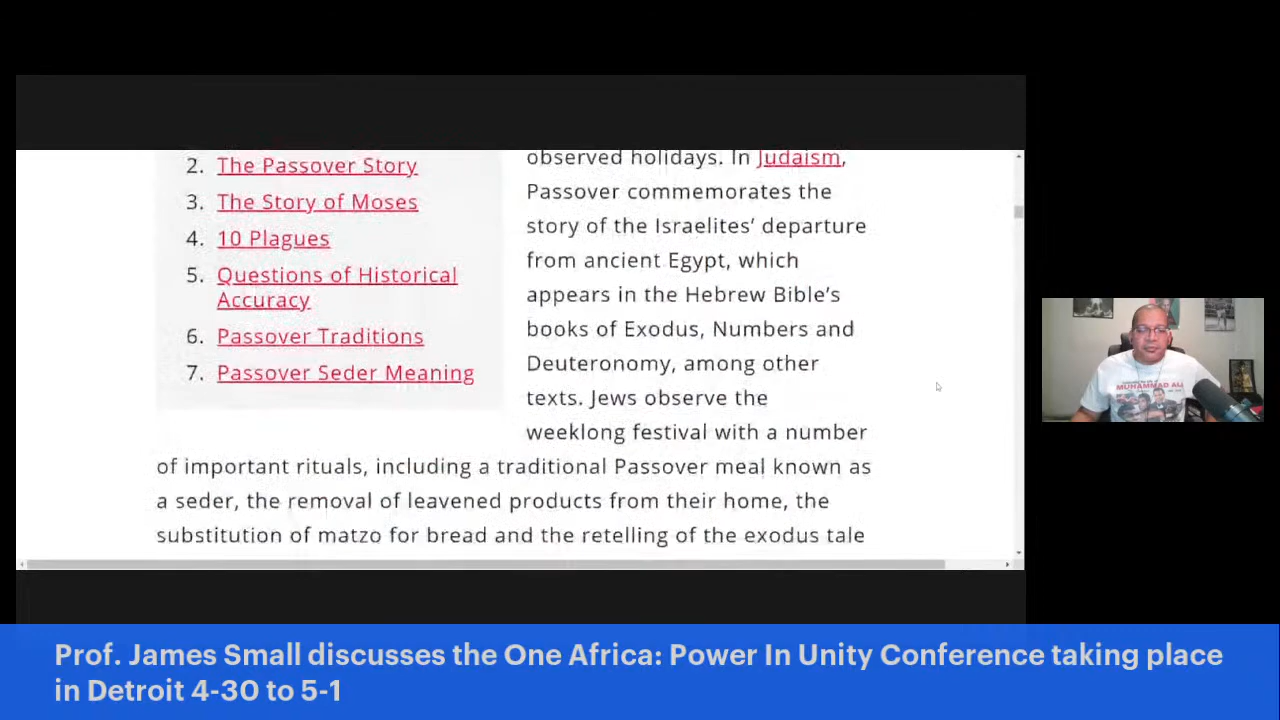 2. The Passover Story
3. The Story of Moses
4. 10 Plagues
5. Questions of Historical
Accuracy
6. Passover Traditions
7. Passover Seder Meaning
observed holidays. In Judaism,
Passover commemorates the
story of the Israelites’ departure
from ancient Egypt, which
appears in the Hebrew Bible’s
books of Exodus, Numbers and
Deuteronomy, among other
texts. Jews observe the
weeklong festival with a number
of important rituals, including a traditional Passover meal known as
a seder, the removal of leavened products from their home, the
substitution of matzo for bread and the retelling of the exodus tale
MUHAMMAD ALI
Prof. James Small discusses the One Africa: Power In Unity Conference taking place
in Detroit 4-30 to 5-1